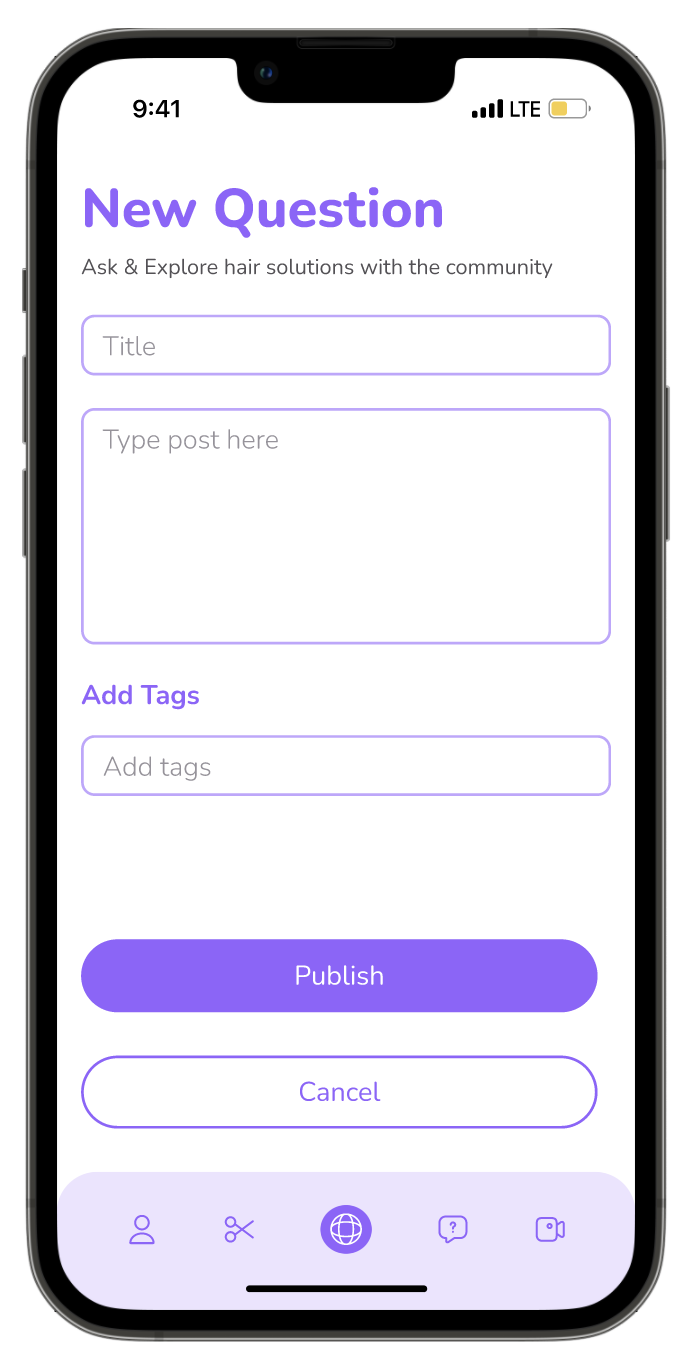 9:41 LTE
New Question
Ask & Explore hair solutions with the community
Title
Type post here
Add Tags
Add tags
Publish
Cancel
?